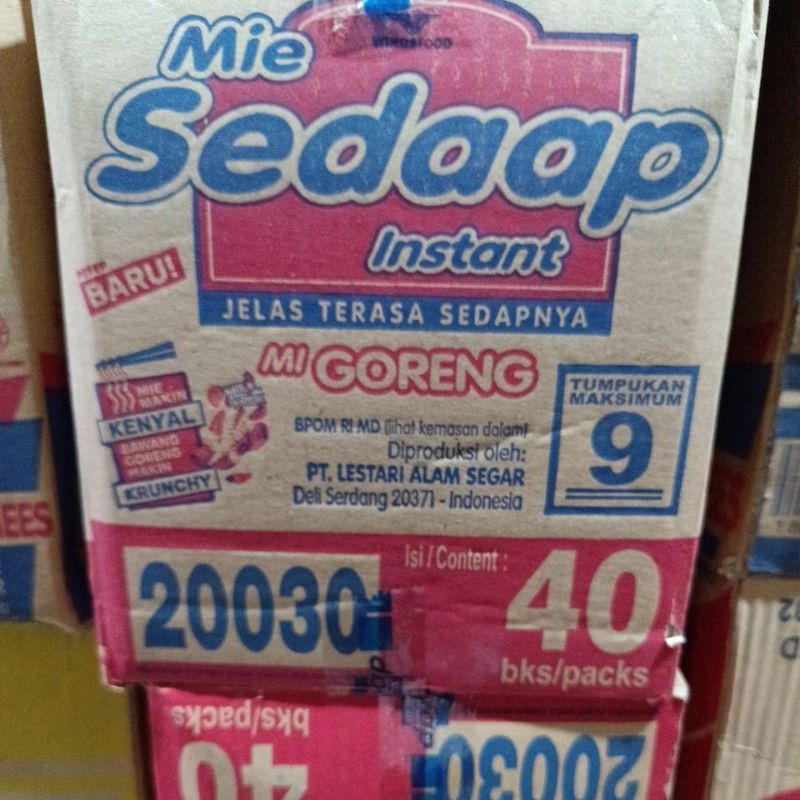 WINGSFOOD
Mie
Sedaap
Instant
BARU!
JELAS TERASA SEDAPNYA
MI GORENG
MIE
MAKIN
KENYAL
BAWANG
GORENG
MAKIN
KRUNCHY
BPOM RI MD (lihat kemasan dalam)
Diproduksi oleh:
PT. LESTARI ALAM SEGAR
Deli Serdang 20371 - Indonesia
TUMPUKAN
MAKSIMUM
9
20030
Isi / Content :
40
bks/packs
bks/packs
40
20030